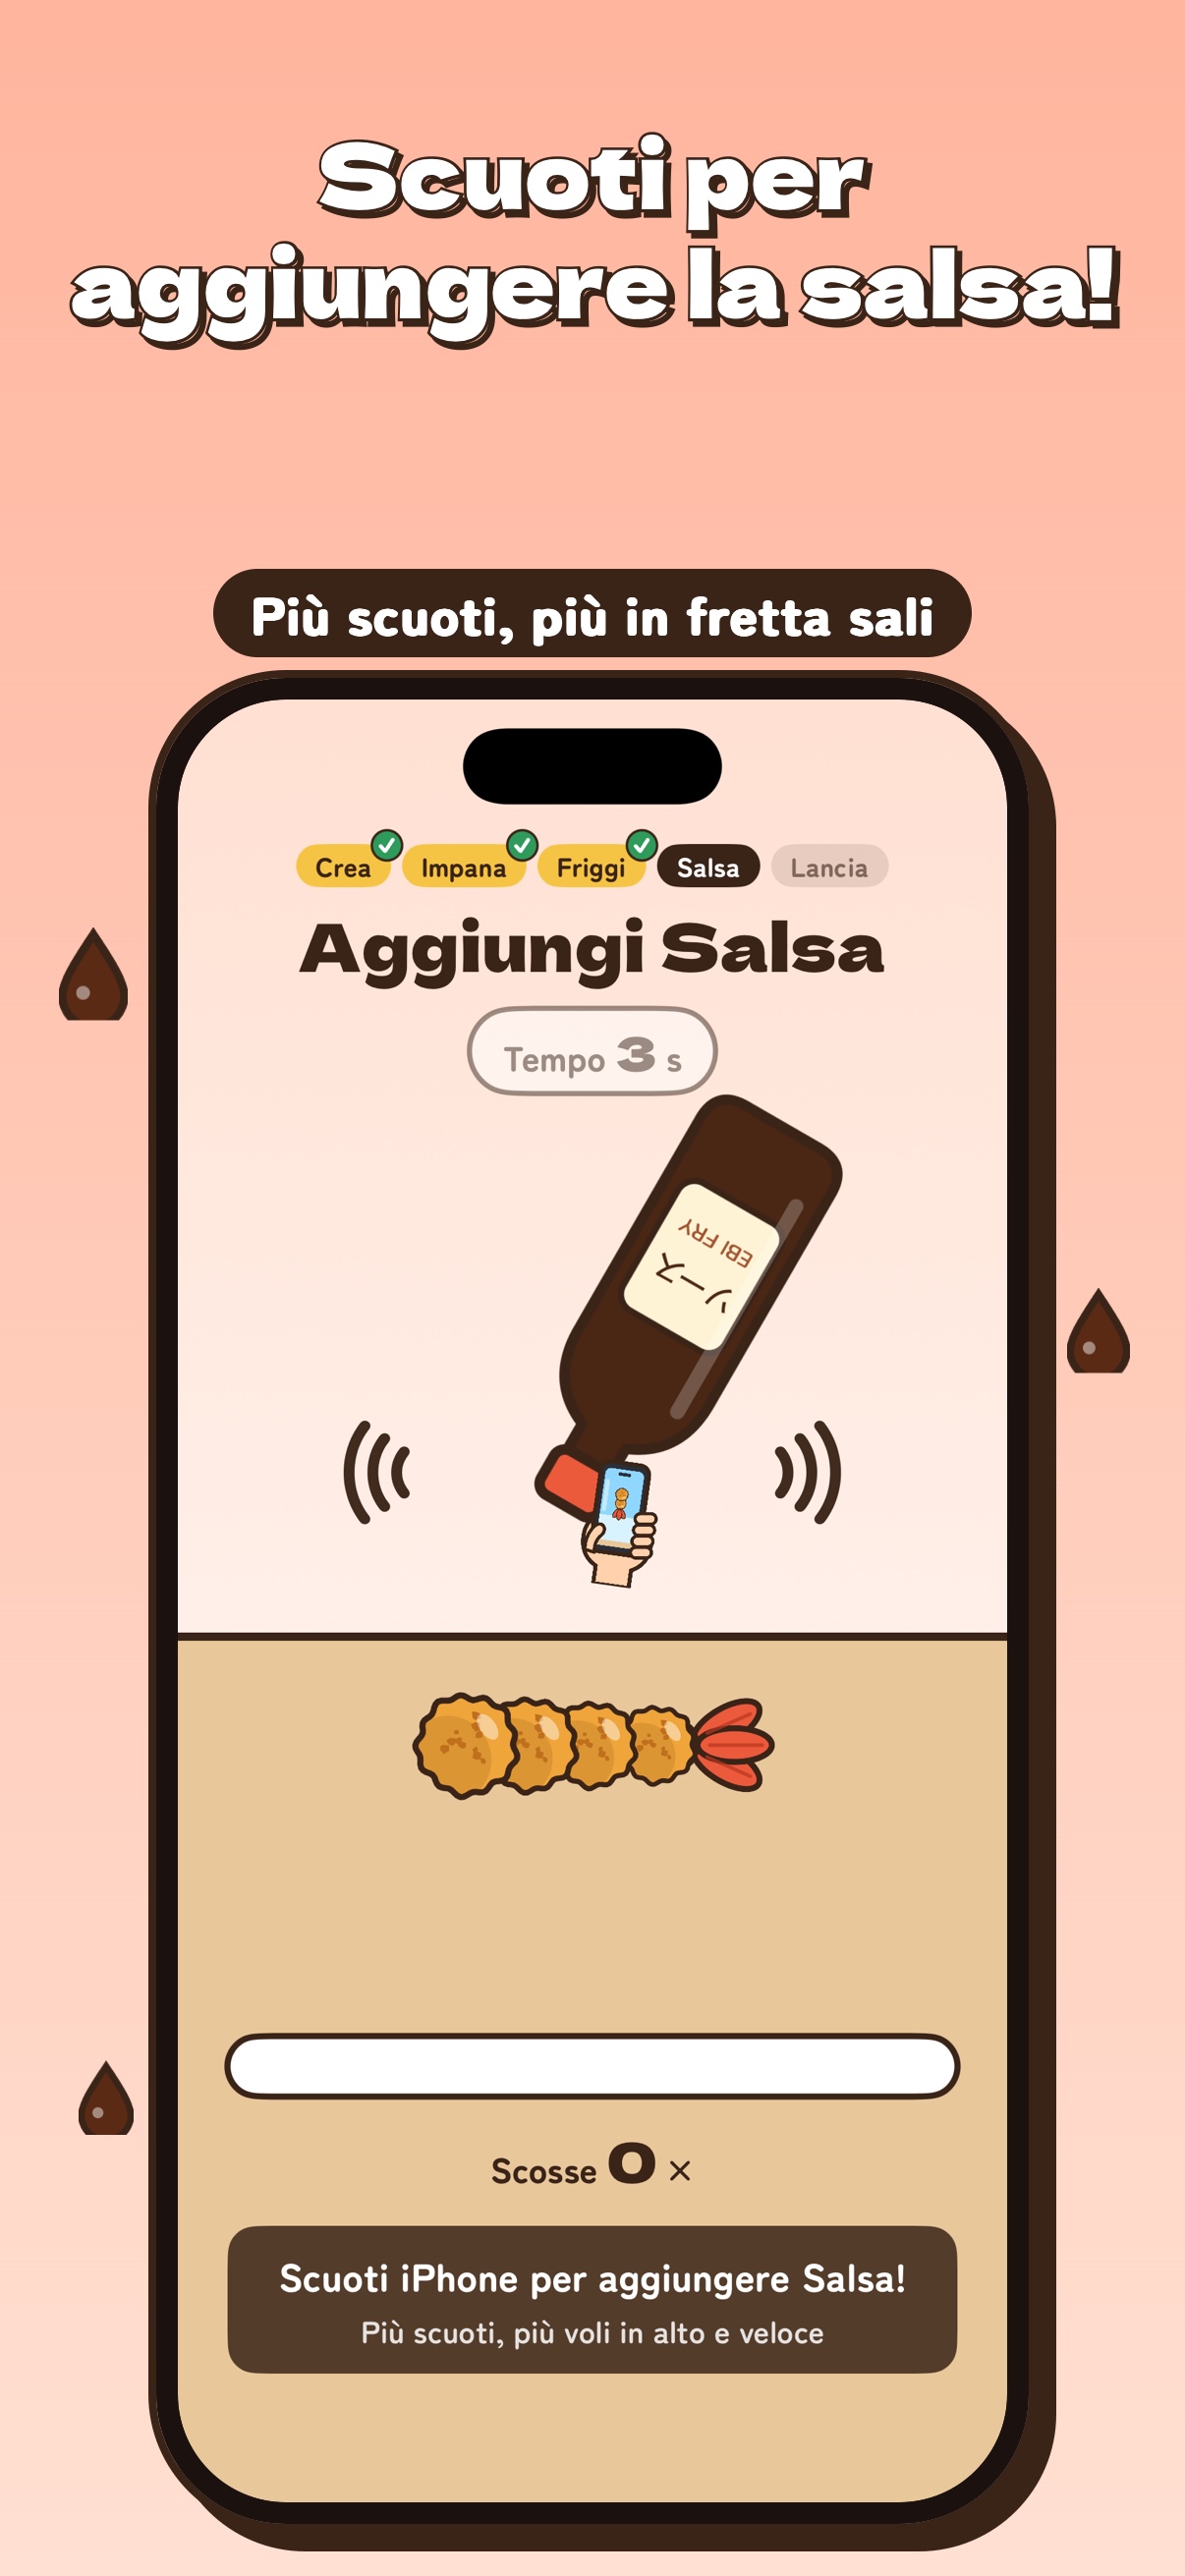 Scuoti per
aggiungere la salsa!
Più scuoti, più in fretta sali
Crea Impana Friggi Salsa Lancia
Aggiungi Salsa
Tempo 3 s
EBI FRY
ソース
Scosse 0 ×
Scuoti iPhone per aggiungere Salsa!
Più scuoti, più voli in alto e veloce